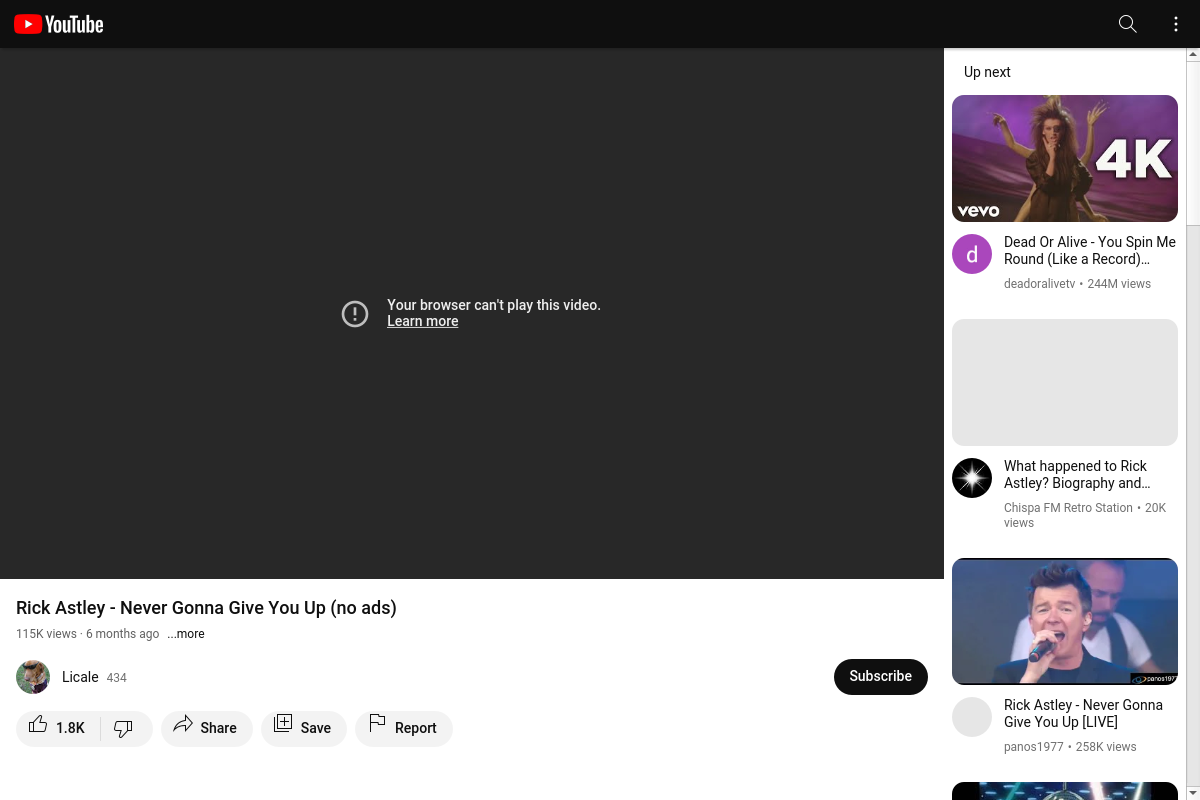 YouTube
Your browser can't play this video.
Learn more
Rick Astley - Never Gonna Give You Up (no ads)
115K views · 6 months ago ...more
Licale 434
Subscribe
1.8K
Share
Save
Report
Up next
4K
vevo
d
Dead Or Alive - You Spin Me
Round (Like a Record)...
deadoralivetv • 244M views
What happened to Rick
Astley? Biography and...
Chispa FM Retro Station • 20K
views
panos1977
Rick Astley - Never Gonna
Give You Up [LIVE]
panos1977 • 258K views